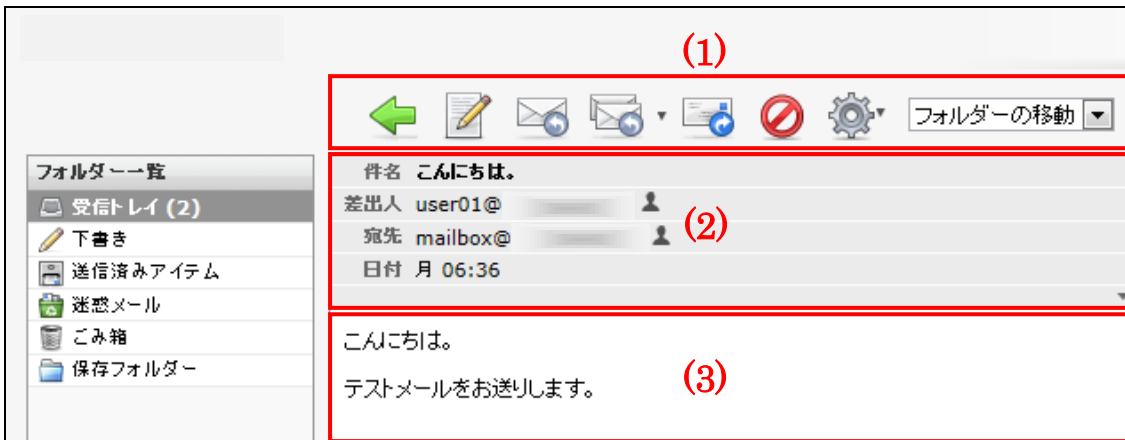 (1)
フォルダーの移動
フォルダー一覧
受信トレイ (2)
下書き
送信済みアイテム
迷惑メール
ごみ箱
保存フォルダー
件名 こんにちは。
差出人 user01@
宛先 mailbox@
日付 月 06:36
(2)
こんにちは。
テストメールをお送りします。
(3)